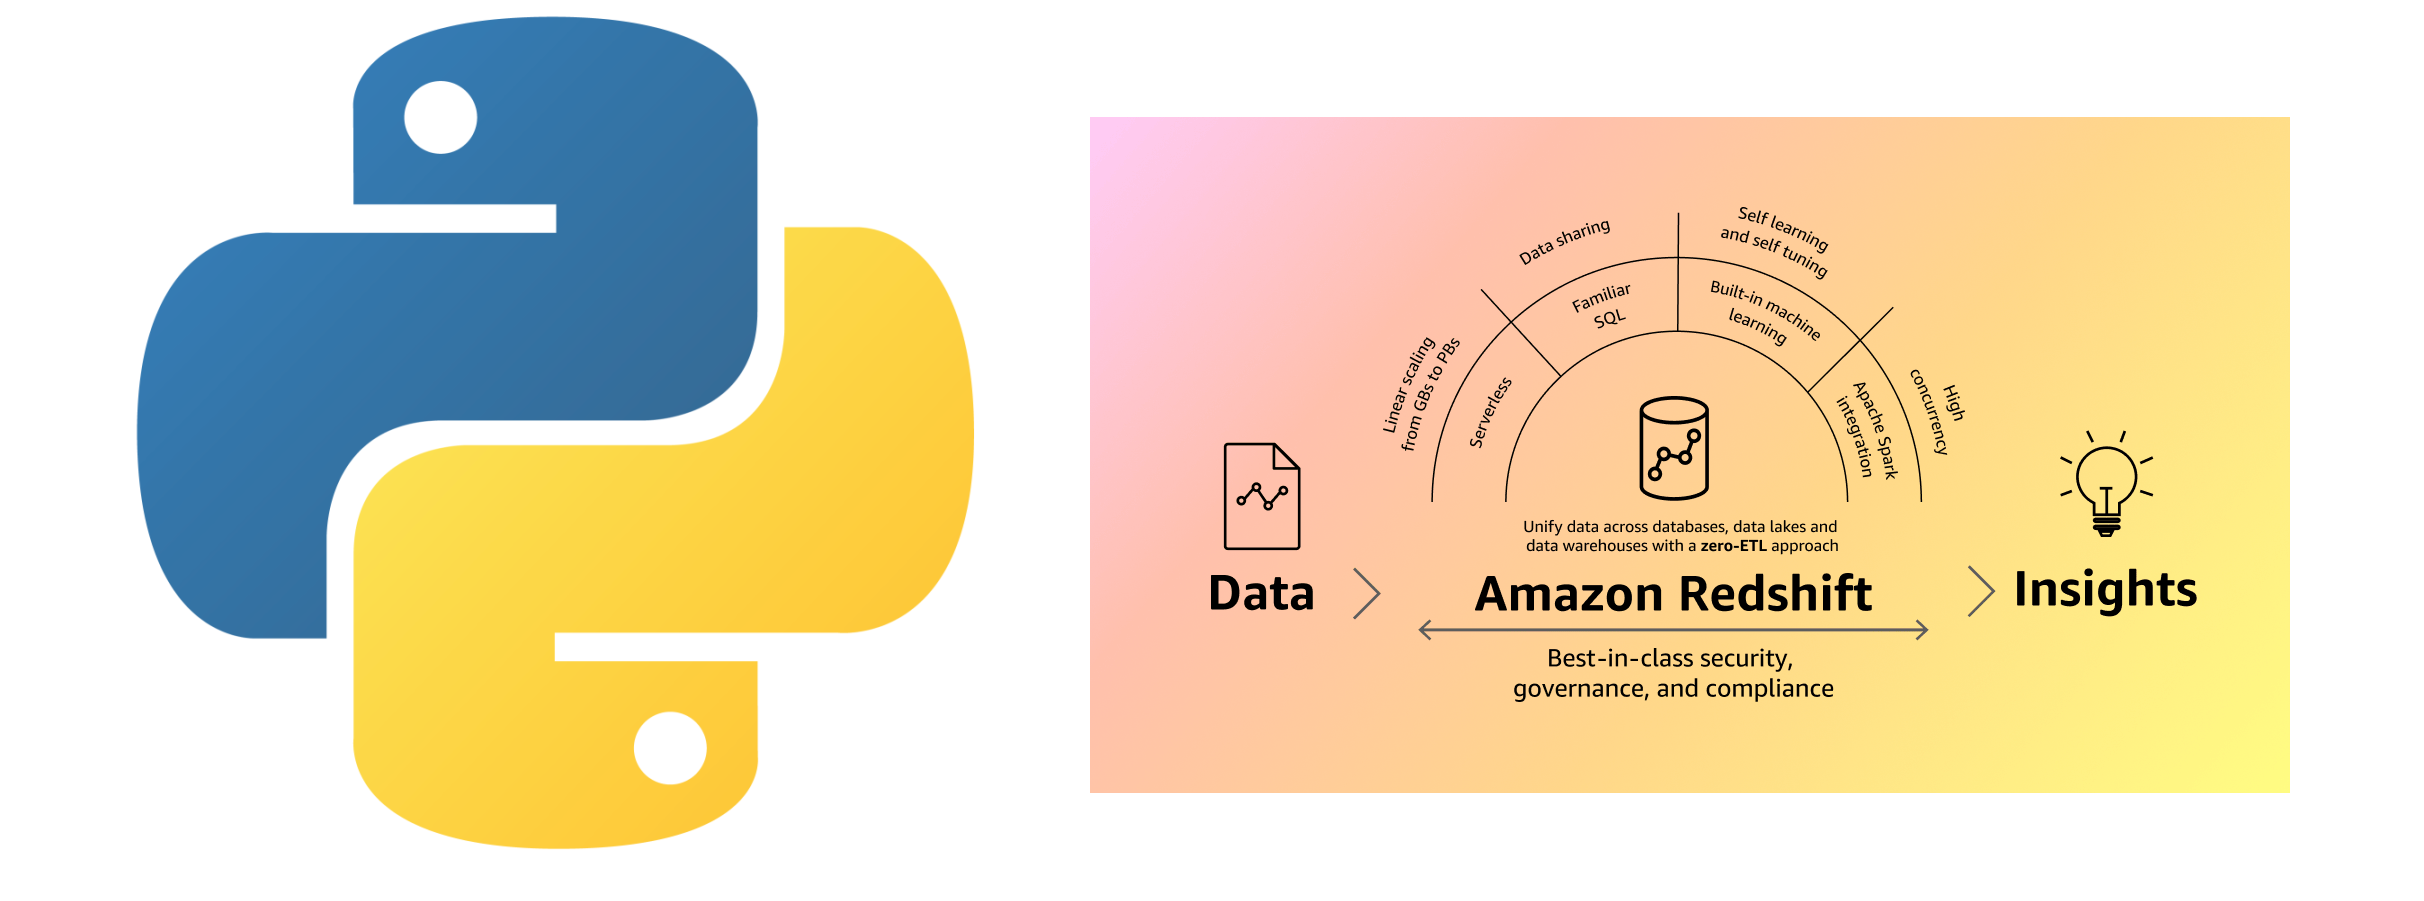 Data sharing
Self learning
and self tuning
Familiar
SQL
Built-in machine
learning
Linear scaling
from GBs to PBs
Serverless
Apache Spark
integration
High
concurrency
Unify data across databases, data lakes and
data warehouses with a zero-ETL approach
Data
Amazon Redshift
Insights
Best-in-class security,
governance, and compliance